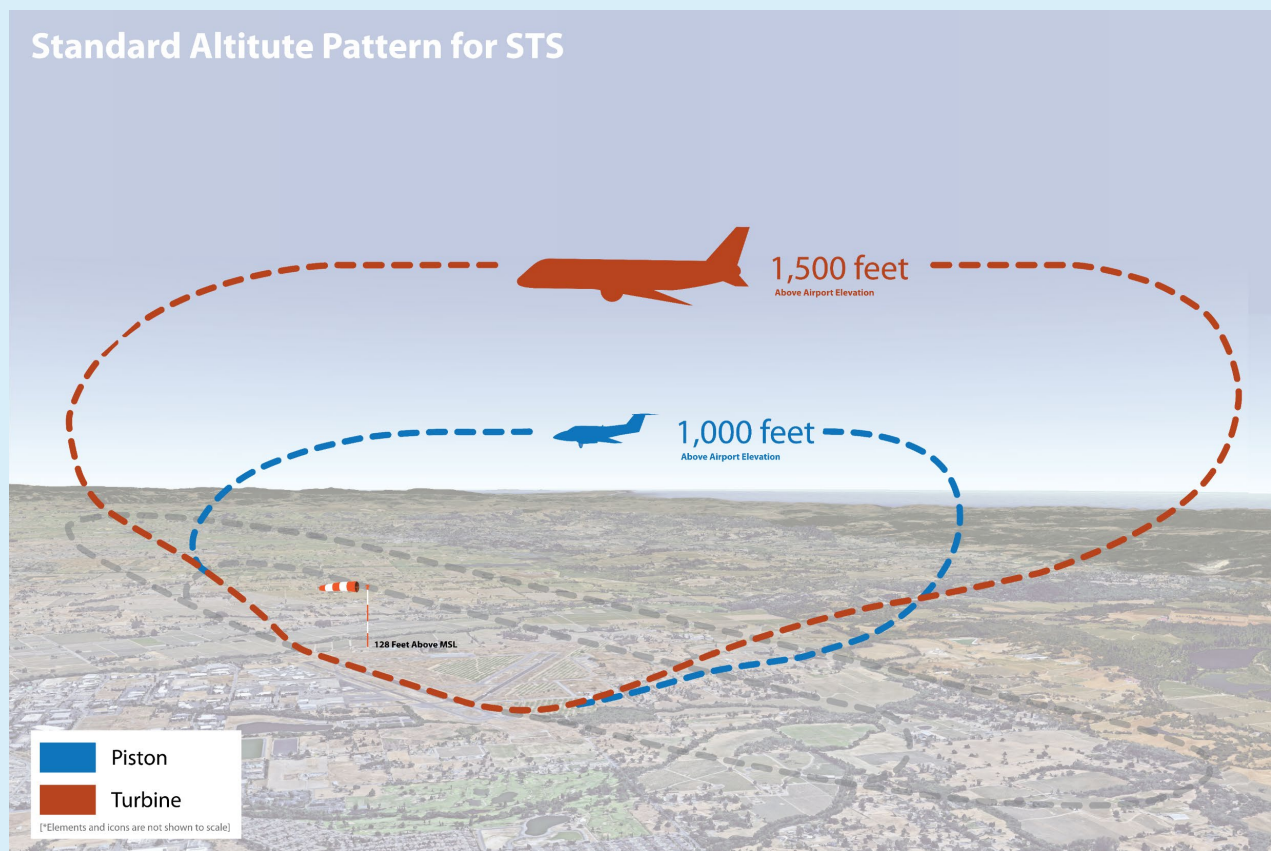 Standard Altitute Pattern for STS
1,500 feet
Above Airport Elevation
1,000 feet
Above Airport Elevation
128 Feet Above MSL
Piston
Turbine
[*Elements and icons are not shown to scale]